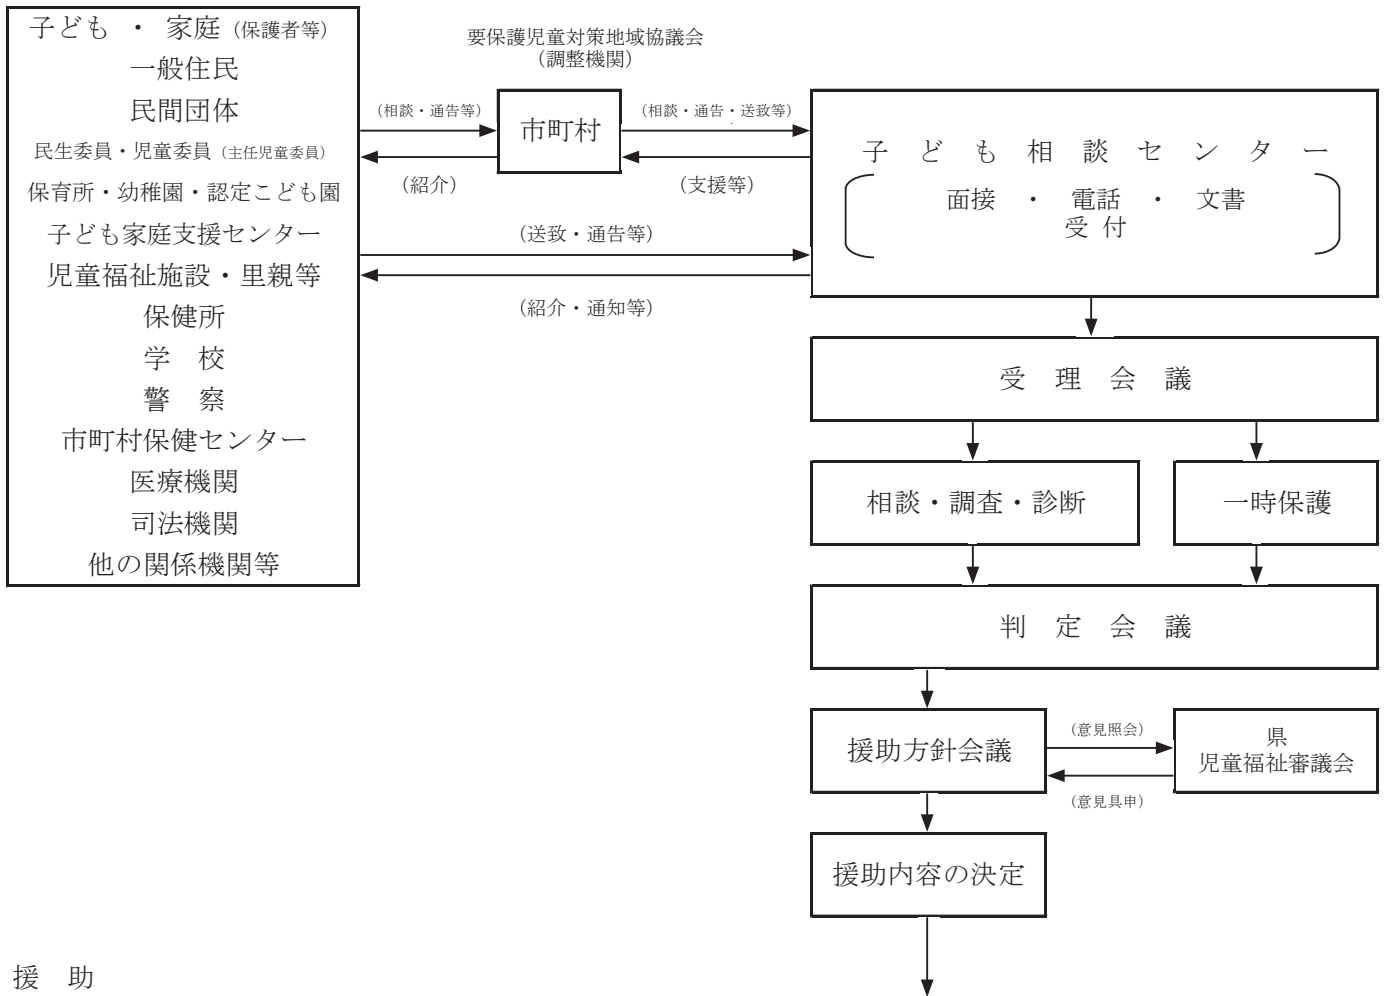 子ども ・ 家庭（保護者等）
一般住民
民間団体
民生委員・児童委員（主任児童委員）
保育所・幼稚園・認定こども園
子ども家庭支援センター
児童福祉施設・里親等
保健所
学　校
警　察
市町村保健センター
医療機関
司法機関
他の関係機関等
要保護児童対策地域協議会
（調整機関）
（相談・通告等）
市町村
（相談・通告・送致等）
（紹介）
（支援等）
（送致・通告等）
（紹介・通知等）
子 ど も 相 談 セ ン タ ー
面接　・　電話　・　文書
受 付
受　理　会　議
相談・調査・診断
一時保護
判　定　会　議
援助方針会議
（意見照会）
（意見具申）
県
児童福祉審議会
援助内容の決定
援　助